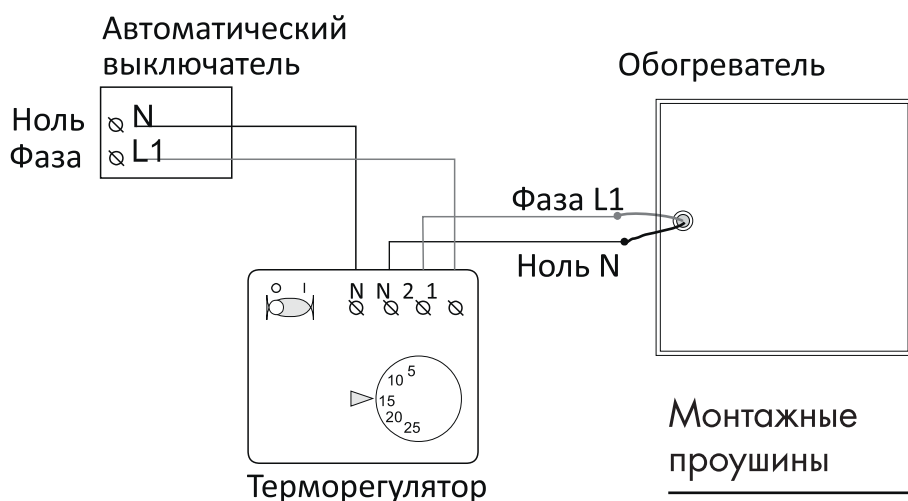 Автоматический
выключатель
Обогреватель
Ноль N
Фаза L1
Фаза L1
Ноль N
O I
N N 2 1
5
10
15
20
25
Монтажные
проушины
Терморегулятор